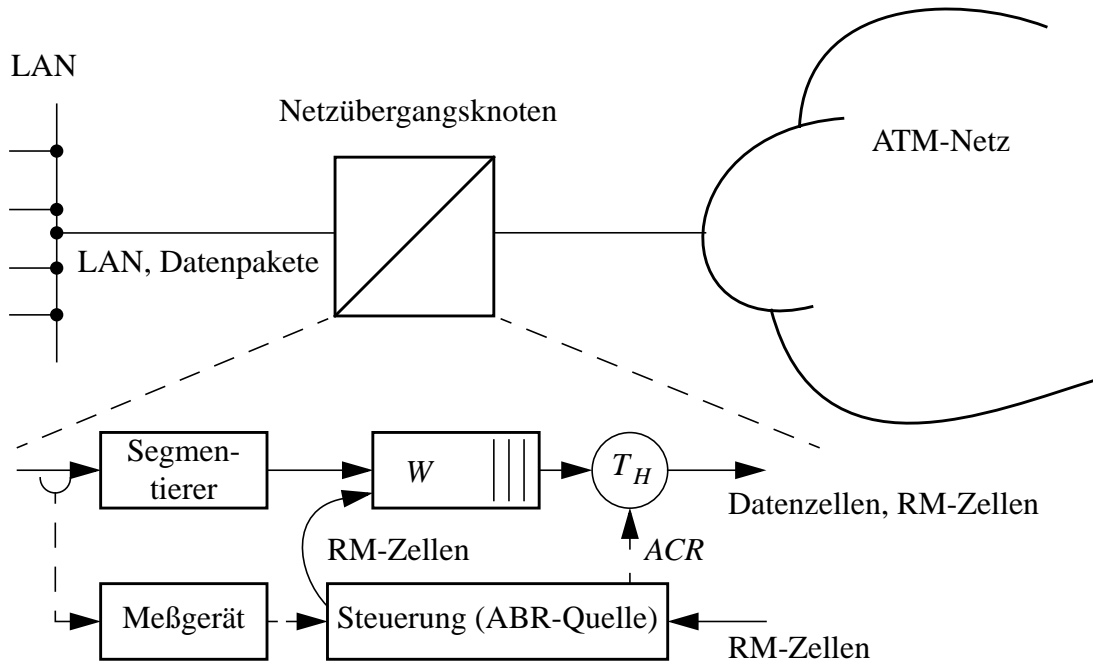 LAN
Netzübergangsknoten
ATM-Netz
LAN, Datenpakete
Segmen-
tierer
W
T_H
Datenzellen, RM-Zellen
RM-Zellen
ACR
Meßgerät
Steuerung (ABR-Quelle)
RM-Zellen